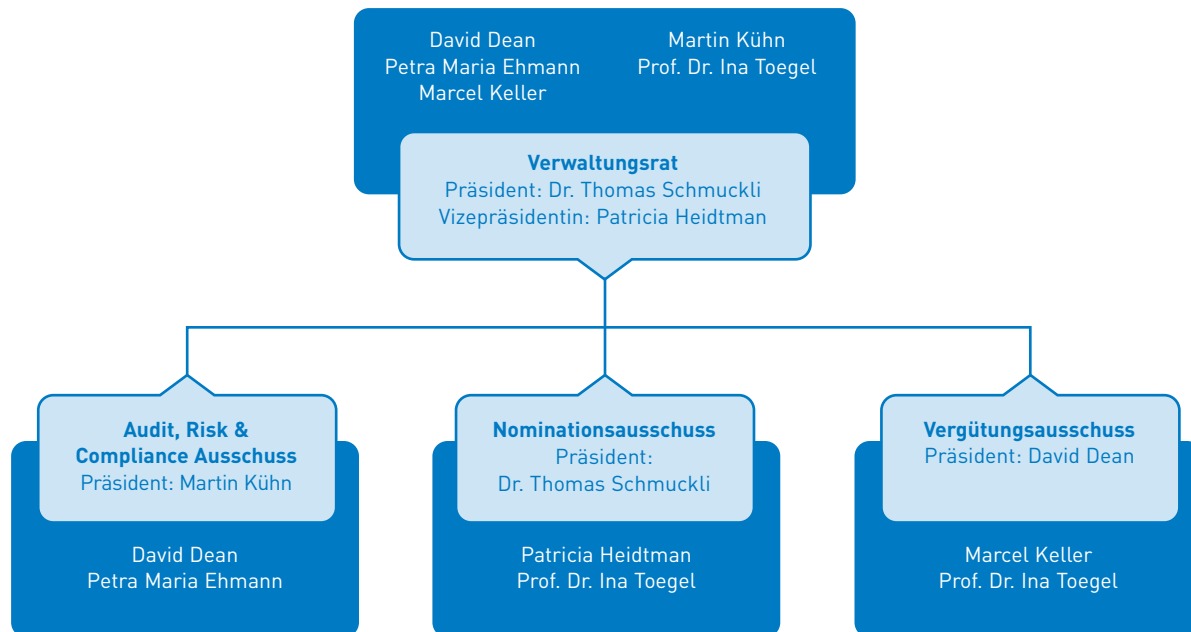 David Dean
Petra Maria Ehmann
Marcel Keller
Martin Kühn
Prof. Dr. Ina Toegel
Verwaltungsrat
Präsident: Dr. Thomas Schmuckli
Vizepräsidentin: Patricia Heidtman
Audit, Risk &
Compliance Ausschuss
Präsident: Martin Kühn
David Dean
Petra Maria Ehmann
Nominationsausschuss
Präsident:
Dr. Thomas Schmuckli
Patricia Heidtman
Prof. Dr. Ina Toegel
Vergütungsausschuss
Präsident: David Dean
Marcel Keller
Prof. Dr. Ina Toegel